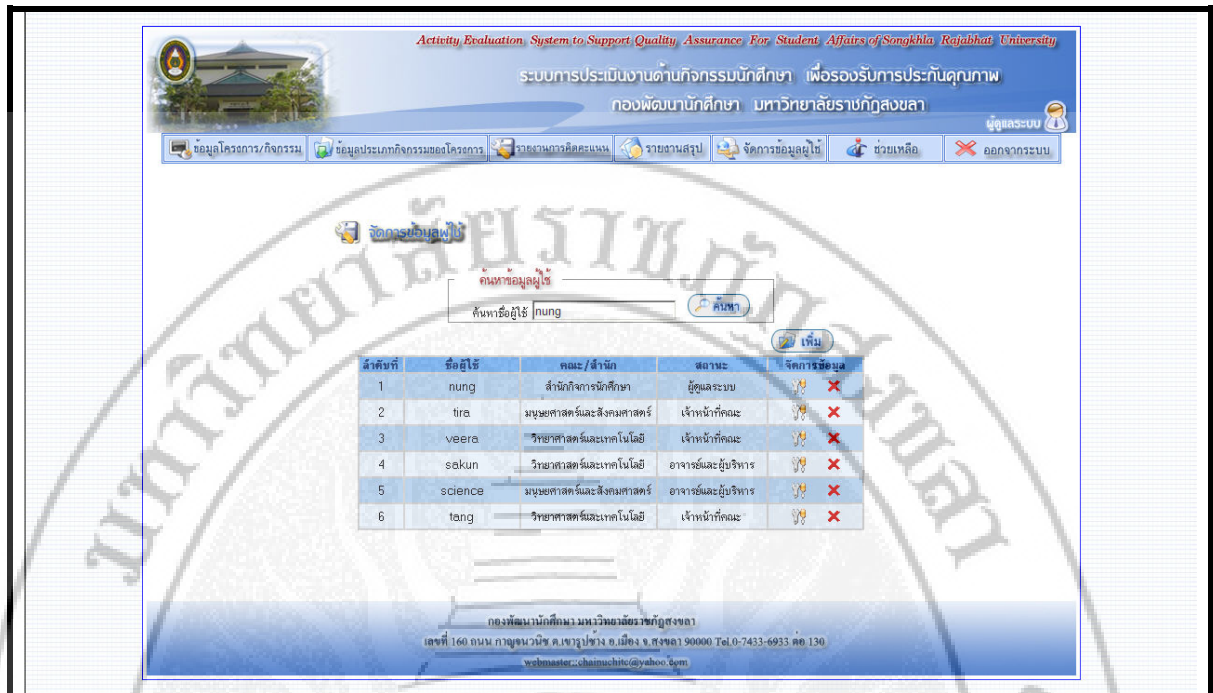 Activity Evaluation System to Support Quality Assurance For Student Affairs of Songkhla Rajabhat University
ระบบการประเมินงานด้านกิจกรรมนักศึกษา เพื่อรองรับการประกันคุณภาพ
กองพัฒนานักศึกษา มหาวิทยาลัยราชภัฏสงขลา
ผู้ดูแลระบบ
ข้อมูลโครงการ/กิจกรรม ข้อมูลประเภทกิจกรรมของโครงการ รายงานการคิดคะแนน รายงานสรุป จัดการข้อมูลผู้ใช้ ช่วยเหลือ ออกจากระบบ
จัดการข้อมูลผู้ใช้
ค้นหาข้อมูลผู้ใช้
ค้นหาชื่อผู้ใช้ nung ค้นหา
เพิ่ม
ลำดับที่ ชื่อผู้ใช้ คณะ/สำนัก สถานะ จัดการข้อมูล
1 nung สำนักกิจการนักศึกษา ผู้ดูแลระบบ
2 tira มนุษยศาสตร์และสังคมศาสตร์ เจ้าหน้าที่คณะ
3 veera วิทยาศาสตร์และเทคโนโลยี เจ้าหน้าที่คณะ
4 sakun วิทยาศาสตร์และเทคโนโลยี อาจารย์และผู้บริหาร
5 science มนุษยศาสตร์และสังคมศาสตร์ อาจารย์และผู้บริหาร
6 tang วิทยาศาสตร์และเทคโนโลยี เจ้าหน้าที่คณะ
มหาวิทยาลัยราชภัฏสงขลา
กองพัฒนานักศึกษา มหาวิทยาลัยราชภัฏสงขลา
เลขที่ 160 ถนน กาญจนวนิช ต.เขารูปช้าง อ.เมือง จ.สงขลา 90000 Tel.0-7433-6933 ต่อ 130
webmaster::chainuchitc@yahoo.com